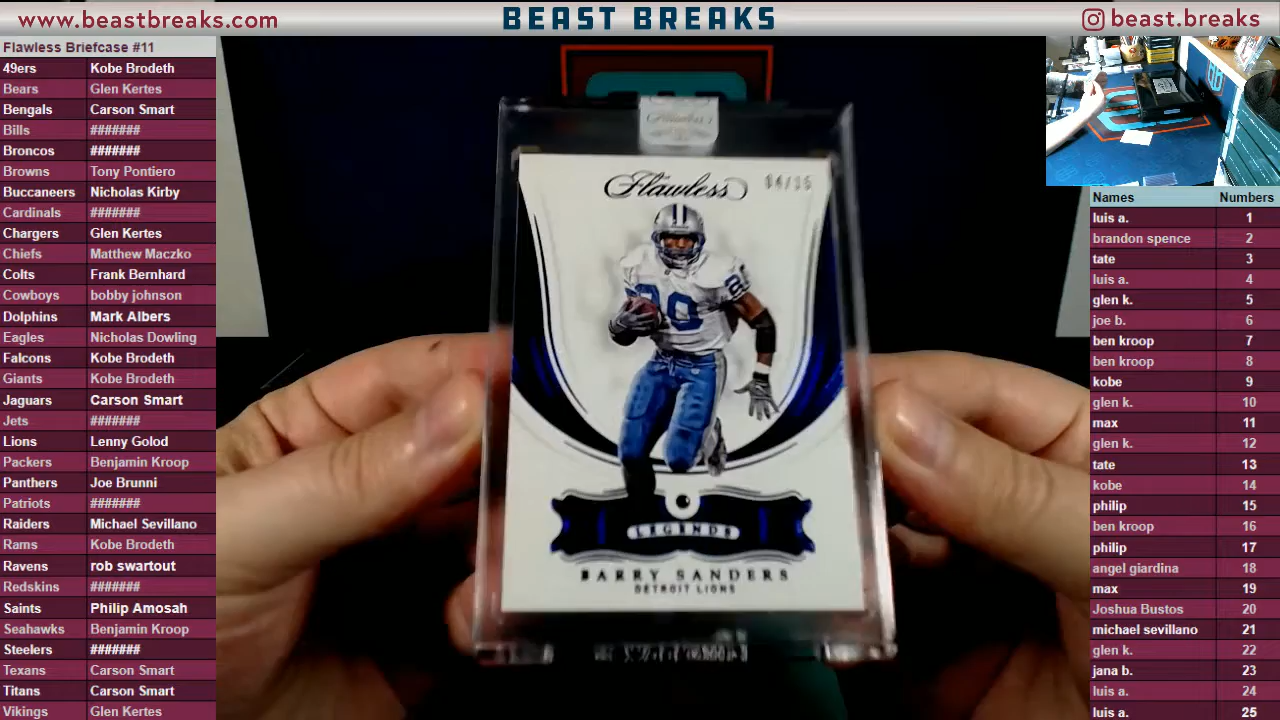 www.beastbreaks.com
BEAST BREAKS
beast.breaks
Flawless Briefcase #11
49ers Kobe Brodeth
Bears Glen Kertes
Bengals Carson Smart
Bills #######
Broncos #######
Browns Tony Pontiero
Buccaneers Nicholas Kirby
Cardinals #######
Chargers Glen Kertes
Chiefs Matthew Maczko
Colts Frank Bernhard
Cowboys bobby johnson
Dolphins Mark Albers
Eagles Nicholas Dowling
Falcons Kobe Brodeth
Giants Kobe Brodeth
Jaguars Carson Smart
Jets #######
Lions Lenny Golod
Packers Benjamin Kroop
Panthers Joe Brunni
Patriots #######
Raiders Michael Sevillano
Rams Kobe Brodeth
Ravens rob swartout
Redskins #######
Saints Philip Amosah
Seahawks Benjamin Kroop
Steelers #######
Texans Carson Smart
Titans Carson Smart
Vikings Glen Kertes
Flawless
20
LEGENDS
BARRY SANDERS
DETROIT LIONS
Names Numbers
luis a. 1
brandon spence 2
tate 3
luis a. 4
glen k. 5
joe b. 6
ben kroop 7
ben kroop 8
kobe 9
glen k. 10
max 11
glen k. 12
tate 13
kobe 14
philip 15
ben kroop 16
philip 17
angel giardina 18
max 19
Joshua Bustos 20
michael sevillano 21
glen k. 22
jana b. 23
luis a. 24
luis a. 25